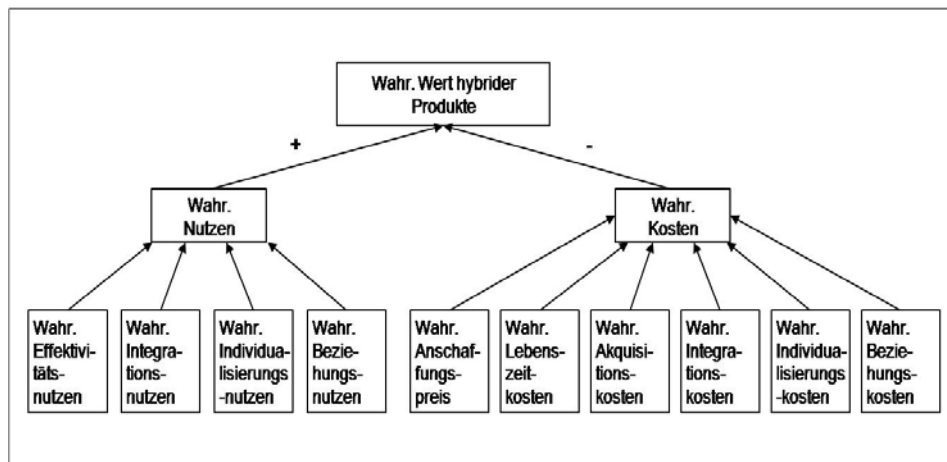 Wahr. Wert hybrider
Produkte
+
-
Wahr.
Nutzen
Wahr.
Kosten
Wahr.
Effektivi-
täts-
nutzen
Wahr.
Integra-
tions-
nutzen
Wahr.
Individua-
lisierungs
-nutzen
Wahr.
Bezie-
hungs-
nutzen
Wahr.
Anschaf-
fungs-
preis
Wahr.
Lebens-
zeit-
kosten
Wahr.
Akquisi-
tions-
kosten
Wahr.
Integra-
tions-
kosten
Wahr.
Individua-
lisierungs
-kosten
Wahr.
Bezie-
hungs-
kosten